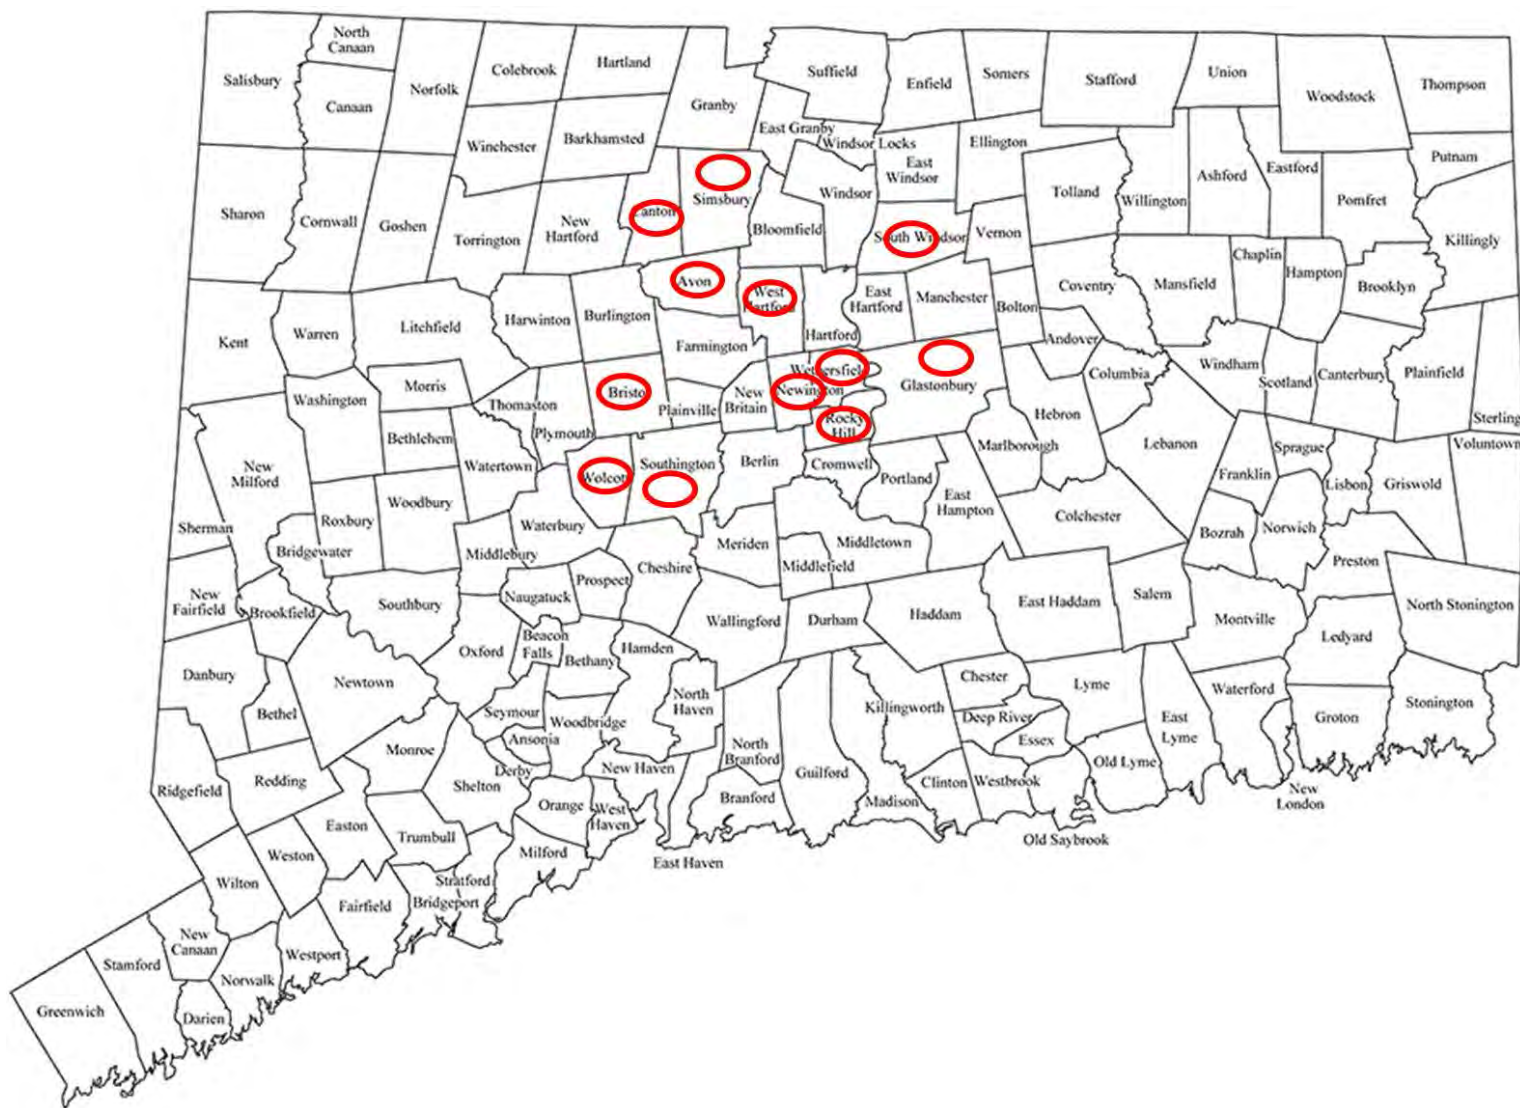 North
Canaan
Salisbury
Canaan
Norfolk
Colebrook
Hartland
Granby
Suffield
Enfield
Somers
Stafford
Union
Woodstock
Thompson
Winchester
Barkhamsted
East Granby
Windsor Locks
East
Windsor
Ellington
Tolland
Willington
Ashford
Eastford
Pomfret
Putnam
Killingly
Sharon
Cornwall
Goshen
Torrington
New
Hartford
Canton
Simsbury
Bloomfield
Windsor
South Windsor
Vernon
Coventry
Mansfield
Chaplin
Hampton
Brooklyn
Kent
Warren
Litchfield
Harwinton
Burlington
Avon
West
Hartford
Hartford
East
Hartford
Manchester
Bolton
Andover
Columbia
Windham
Scotland
Canterbury
Plainfield
Sterling
Farmington
Morris
Washington
Bethlehem
Thomaston
Plymouth
Bristo
Plainville
New
Britain
Wethersfield
Newington
Rocky
Hill
Glastonbury
Marlborough
Hebron
Lebanon
Franklin
Sprague
Lisbon
Griswold
Voluntown
New
Milford
Sherman
Roxbury
Woodbury
Watertown
Wolcot
Southington
Berlin
Cromwell
Portland
East
Hampton
Colchester
Bozrah
Norwich
Preston
Bridgewater
Waterbury
Middlebury
Cheshire
Meriden
Middletown
Middlefield
Prospect
Naugatuck
New
Fairfield
Brookfield
Southbury
Oxford
Beacon
Falls
Bethany
Hamden
Wallingford
Durham
Haddam
East Haddam
Salem
Montville
Ledyard
North Stonington
Danbury
Bethel
Newtown
Seymour
Woodbridge
Ansonia
Derby
North
Haven
North
Branford
Guilford
Killingworth
Chester
Deep River
Essex
Lyme
East
Lyme
Waterford
Groton
Stonington
Ridgefield
Redding
Monroe
Shelton
New Haven
Orange
West
Haven
Branford
Madison
Clinton
Westbrook
Old Lyme
New
London
Old Saybrook
East Haven
Milford
Easton
Trumbull
Weston
Wilton
Stratford
Bridgeport
Fairfield
New
Canaan
Westport
Norwalk
Stamford
Darien
Greenwich